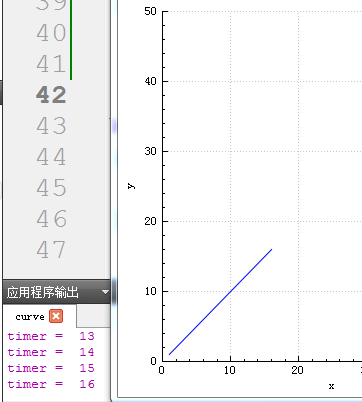 39
40
41
42
43
44
45
46
47
应用程序输出
curve
timer = 13
timer = 14
timer = 15
timer = 16
50
40
30
20
10
0
y
0 10 20
x